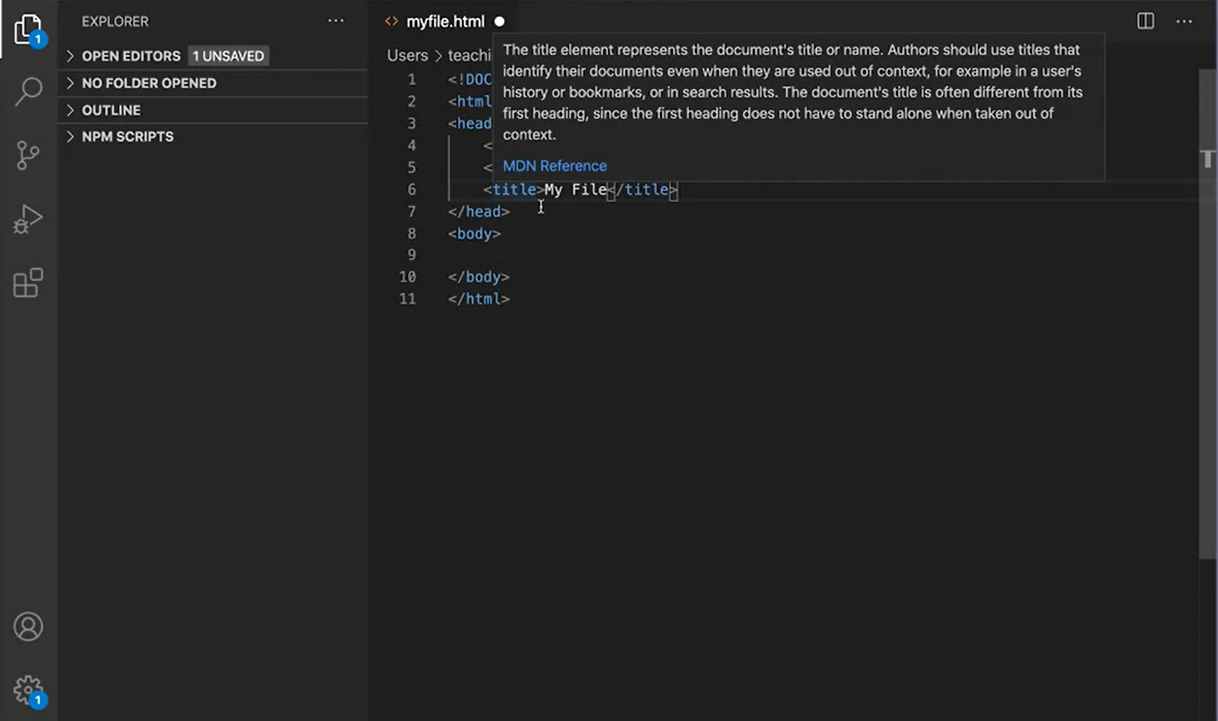 EXPLORER
···
OPEN EDITORS 1 UNSAVED
NO FOLDER OPENED
OUTLINE
NPM SCRIPTS
1
1
<> myfile.html ●
···
Users > teachi
The title element represents the document's title or name. Authors should use titles that
identify their documents even when they are used out of context, for example in a user's
history or bookmarks, or in search results. The document's title is often different from its
first heading, since the first heading does not have to stand alone when taken out of
context.
MDN Reference
1 <!DOC
2 <html
3 <head
4 <
5 <
6 <title>My File</title>
7 </head>
8 <body>
9
10 </body>
11 </html>